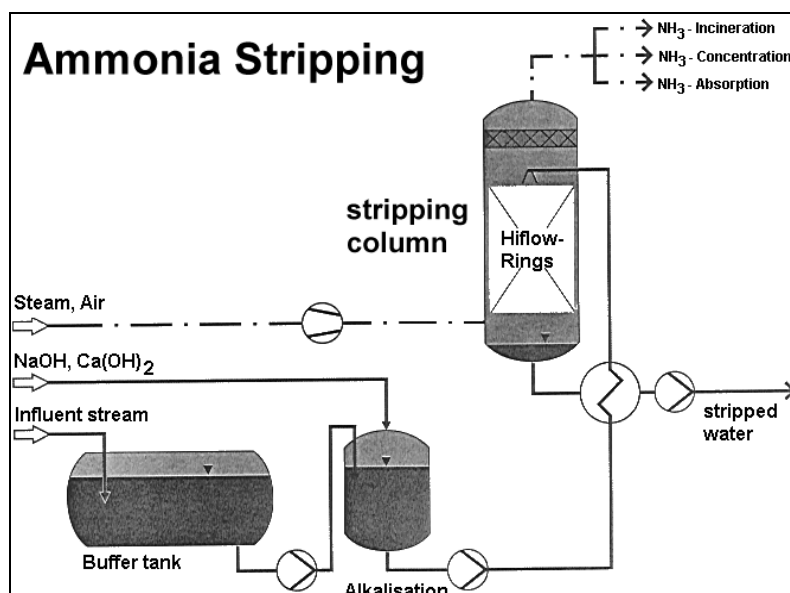 Ammonia Stripping
NH3 - Incineration
NH3 - Concentration
NH3 - Absorption
stripping
column
Hiflow-
Rings
Steam, Air
NaOH, Ca(OH)2
Influent stream
stripped
water
Buffer tank
Alkalisation